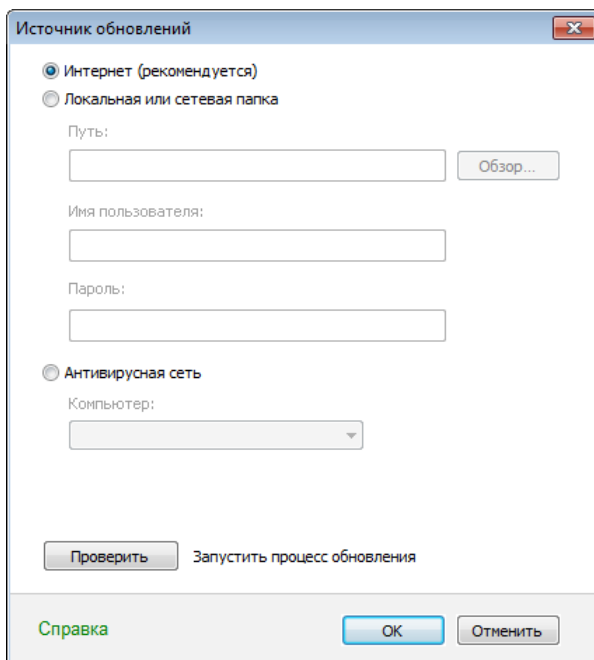 Источник обновлений
Интернет (рекомендуется)
Локальная или сетевая папка
Путь:
Обзор...
Имя пользователя:
Пароль:
Антивирусная сеть
Компьютер:
Проверить Запустить процесс обновления
Справка OK Отменить